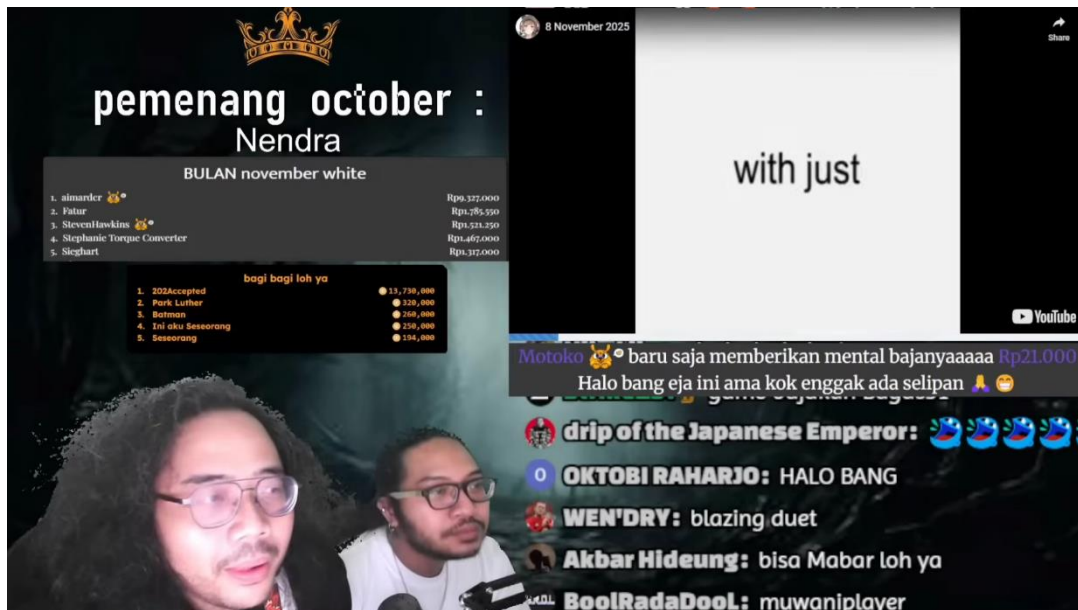 pemenang october :
Nendra
BULAN november white
1. aimarder Rp9.327.000
2. Fatur Rp1.785.550
3. StevenHawkins Rp1.521.250
4. Stephanie Torque Converter Rp1.467.000
5. Sieghart Rp1.317.000
bagi bagi loh ya
1. 202Accepted 13,730,000
2. Park Luther 320,000
3. Batman 260,000
4. Ini aku Seseorang 250,000
5. Seseorang 194,000
8 November 2025
Share
with just
YouTube
Motoko baru saja memberikan mental bajanyaaaaa Rp21.000
Halo bang eja ini ama kok enggak ada selipan 🙏 😁
drip of the Japanese Emperor:
O OKTOBI RAHARJO: HALO BANG
WEN'DRY: blazing duet
Akbar Hideung: bisa Mabar loh ya
BoolRadaDooL: muwaniplayer